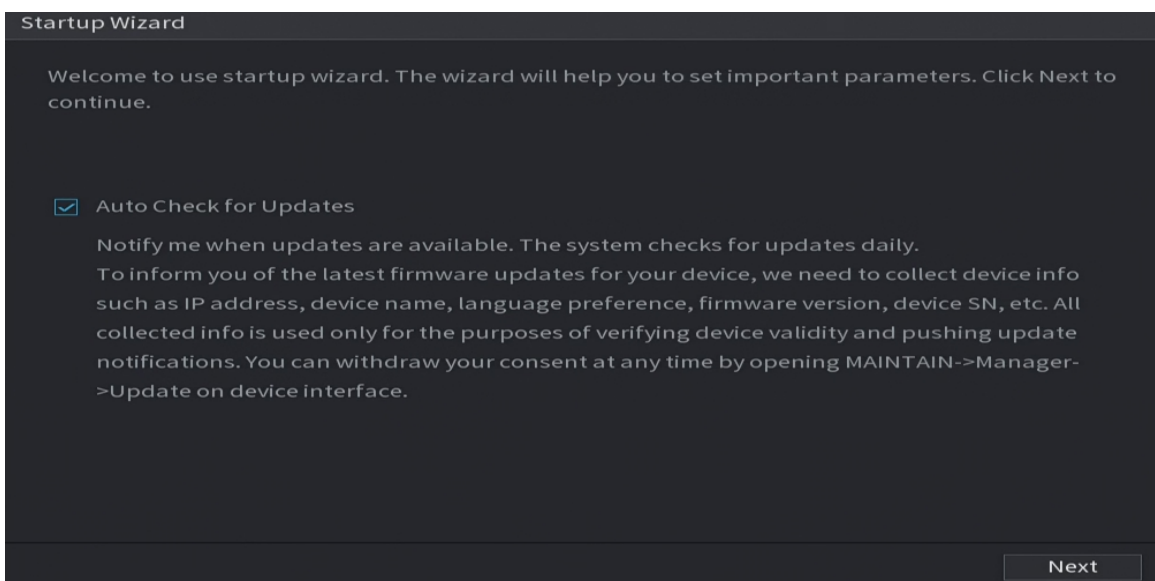 Startup Wizard
Welcome to use startup wizard. The wizard will help you to set important parameters. Click Next to
continue.
Auto Check for Updates
Notify me when updates are available. The system checks for updates daily.
To inform you of the latest firmware updates for your device, we need to collect device info
such as IP address, device name, language preference, firmware version, device SN, etc. All
collected info is used only for the purposes of verifying device validity and pushing update
notifications. You can withdraw your consent at any time by opening MAINTAIN->Manager-
>Update on device interface.
Next